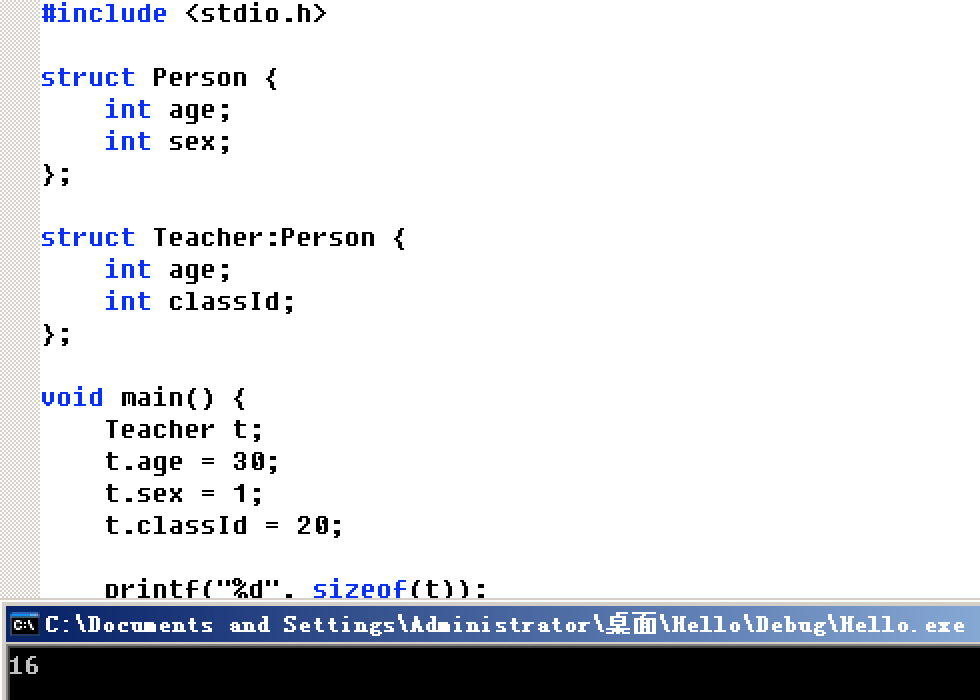 #include <stdio.h>
struct Person {
    int age;
    int sex;
};
struct Teacher:Person {
    int age;
    int classId;
};
void main() {
    Teacher t;
    t.age = 30;
    t.sex = 1;
    t.classId = 20;
    printf("%d", sizeof(t));
C:\ C:\Documents and Settings\Administrator\桌面\Hello\Debug\Hello.exe
16